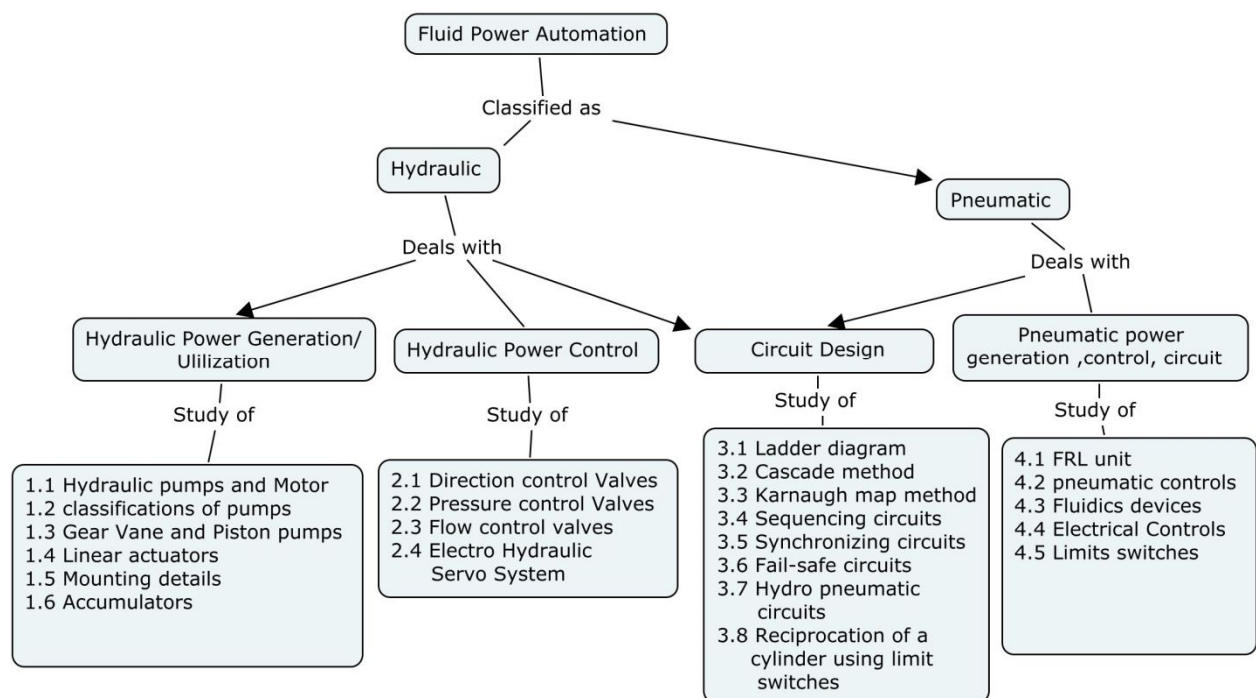 Fluid Power Automation
Classified as
Hydraulic
Pneumatic
Deals with
Deals with
Hydraulic Power Generation/
Ulilization
Hydraulic Power Control
Circuit Design
Pneumatic power
generation ,control, circuit
Study of
Study of
Study of
Study of
1.1 Hydraulic pumps and Motor
1.2 classifications of pumps
1.3 Gear Vane and Piston pumps
1.4 Linear actuators
1.5 Mounting details
1.6 Accumulators
2.1 Direction control Valves
2.2 Pressure control Valves
2.3 Flow control valves
2.4 Electro Hydraulic
Servo System
3.1 Ladder diagram
3.2 Cascade method
3.3 Karnaugh map method
3.4 Sequencing circuits
3.5 Synchronizing circuits
3.6 Fail-safe circuits
3.7 Hydro pneumatic
circuits
3.8 Reciprocation of a
cylinder using limit
switches
4.1 FRL unit
4.2 pneumatic controls
4.3 Fluidics devices
4.4 Electrical Controls
4.5 Limits switches